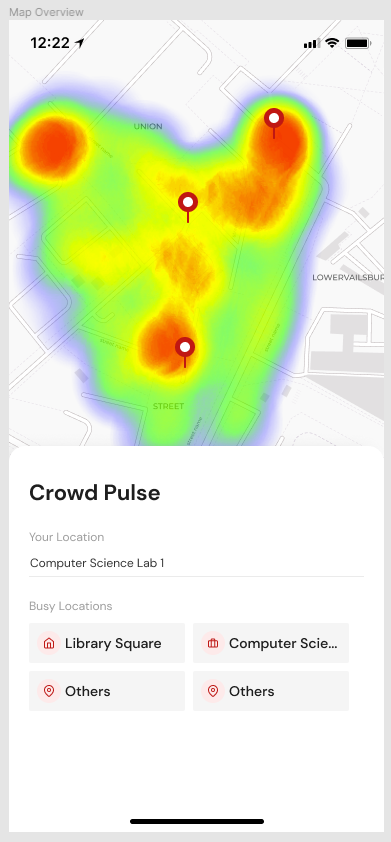 Map Overview
12:22
UNION
LOWERVAILSBUR
STREET
Crowd Pulse
Your Location
Computer Science Lab 1
Busy Locations
Library Square
Computer Scie...
Others
Others